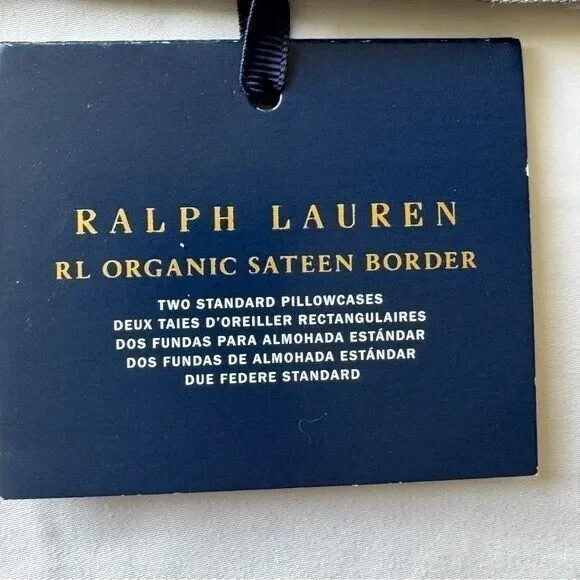 RALPH LAUREN
RL ORGANIC SATEEN BORDER
TWO STANDARD PILLOWCASES
DEUX TAIES D'OREILLER RECTANGULAIRES
DOS FUNDAS PARA ALMOHADA ESTÁNDAR
DOS FUNDAS DE ALMOHADA ESTÁNDAR
DUE FEDERE STANDARD